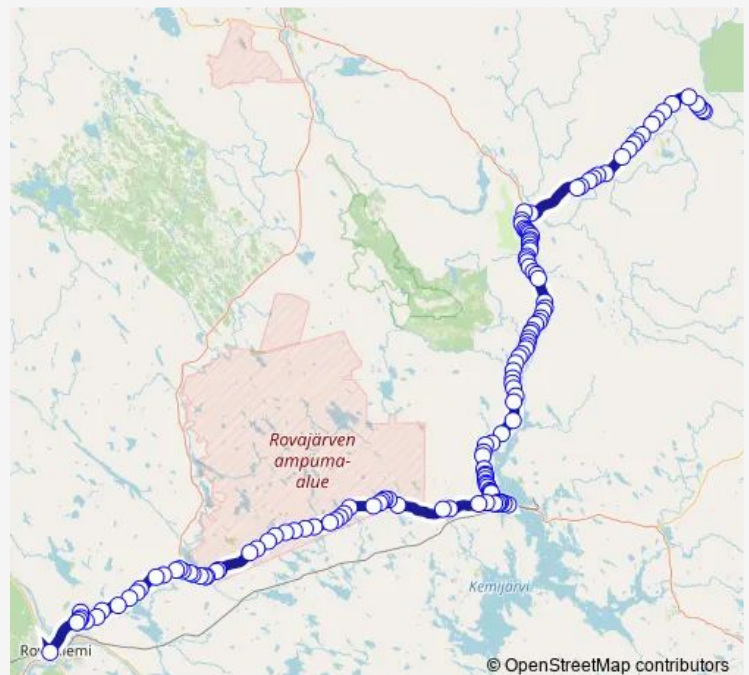 Rovajärven
ampuma-
alue
Kemijärvi
© OpenStreetMap contributors